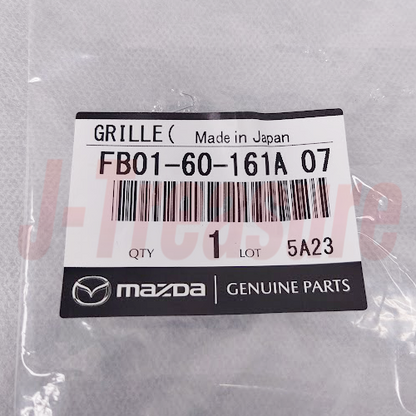 GRILLE( Made in Japan
FB01-60-161A 07
QTY 1 LOT 5A23
mazda GENUINE PARTS
J-Treasure